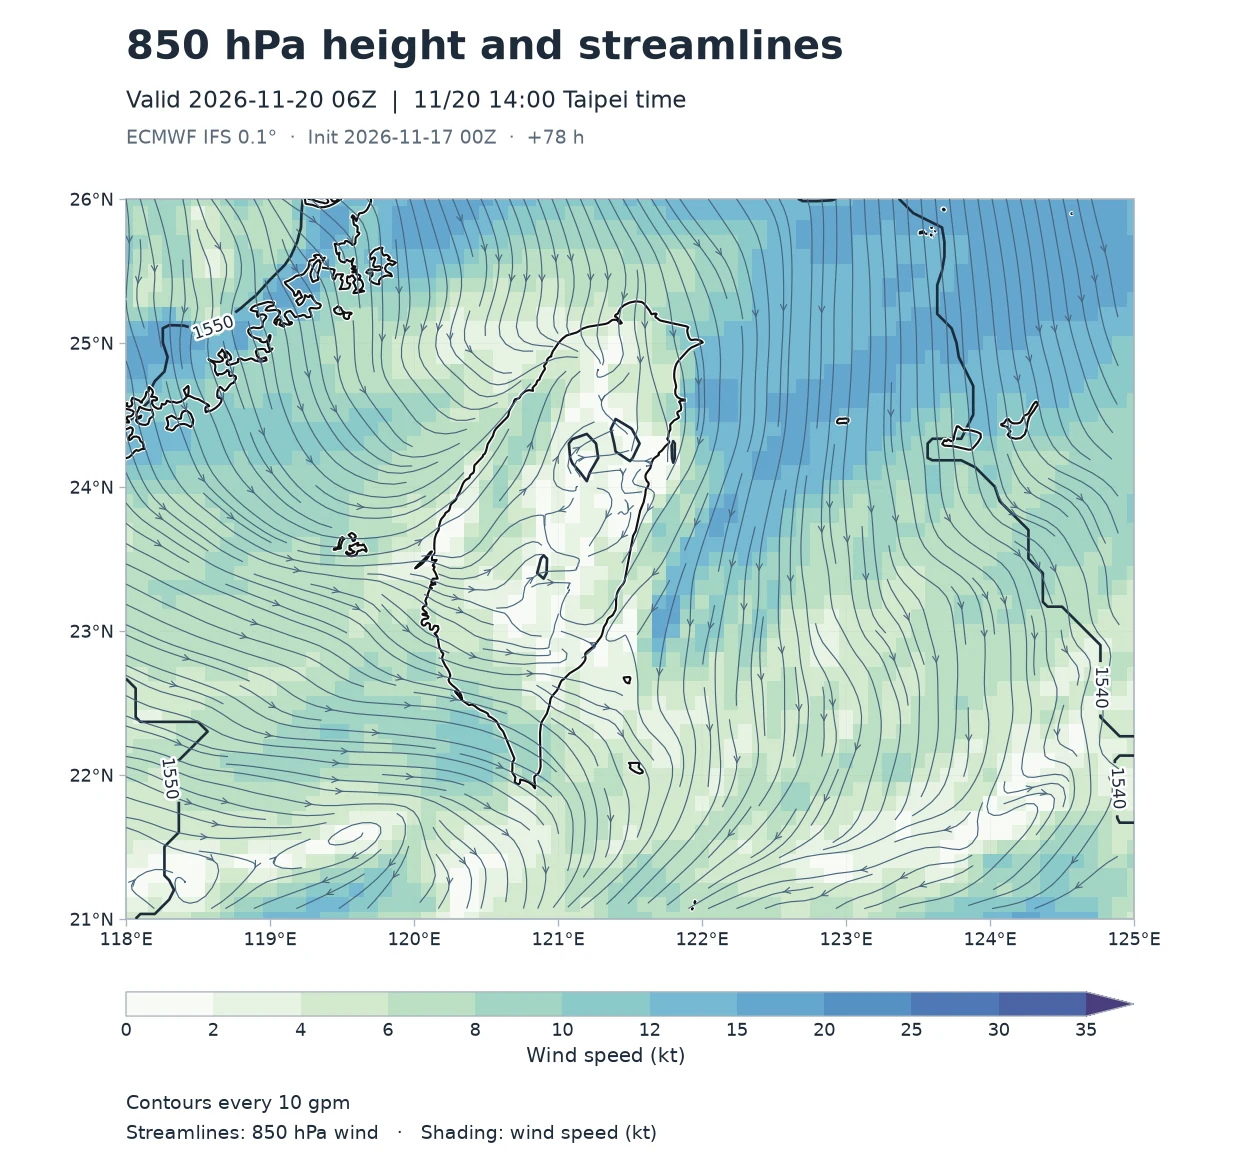 850 hPa height and streamlines
Valid 2026-11-20 06Z | 11/20 14:00 Taipei time
ECMWF IFS 0.1° · Init 2026-11-17 00Z · +78 h
26°N
25°N
24°N
23°N
22°N
21°N
1550
1550
1540
1540
118°E 119°E 120°E 121°E 122°E 123°E 124°E 125°E
0 2 4 6 8 10 12 15 20 25 30 35
Wind speed (kt)
Contours every 10 gpm
Streamlines: 850 hPa wind · Shading: wind speed (kt)